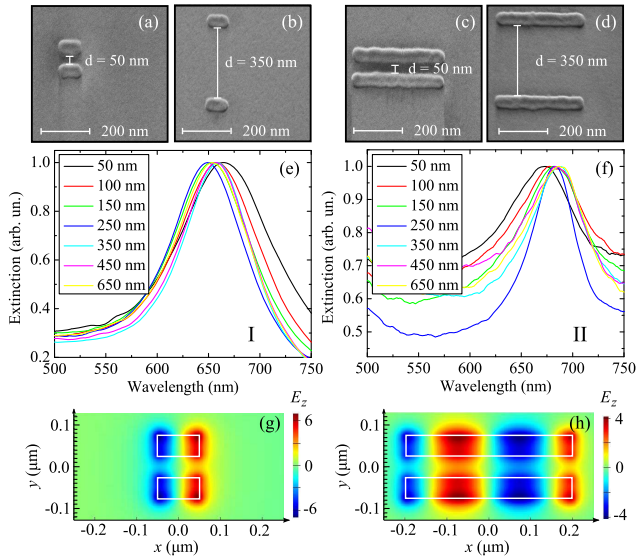 (a)
d = 50 nm
200 nm
(b)
d = 350 nm
200 nm
(c)
d = 50 nm
200 nm
(d)
d = 350 nm
200 nm
(e)
Extinction (arb. un.)
1.0
0.8
0.6
0.4
0.2
50 nm
100 nm
150 nm
250 nm
350 nm
450 nm
650 nm
I
500 550 600 650 700 750
Wavelength (nm)
(f)
Extinction (arb. un.)
1.0
0.9
0.8
0.7
0.6
0.5
50 nm
100 nm
150 nm
250 nm
350 nm
450 nm
650 nm
II
500 550 600 650 700 750
Wavelength (nm)
(g)
y (μm)
0.1
0.0
-0.1
-0.2 -0.1 0.0 0.1 0.2
x (μm)
E_z
7
3
0
-3
-6
(h)
y (μm)
0.1
0.0
-0.1
-0.2 -0.1 0.0 0.1 0.2
x (μm)
E_z
4
2
0
-2
-4